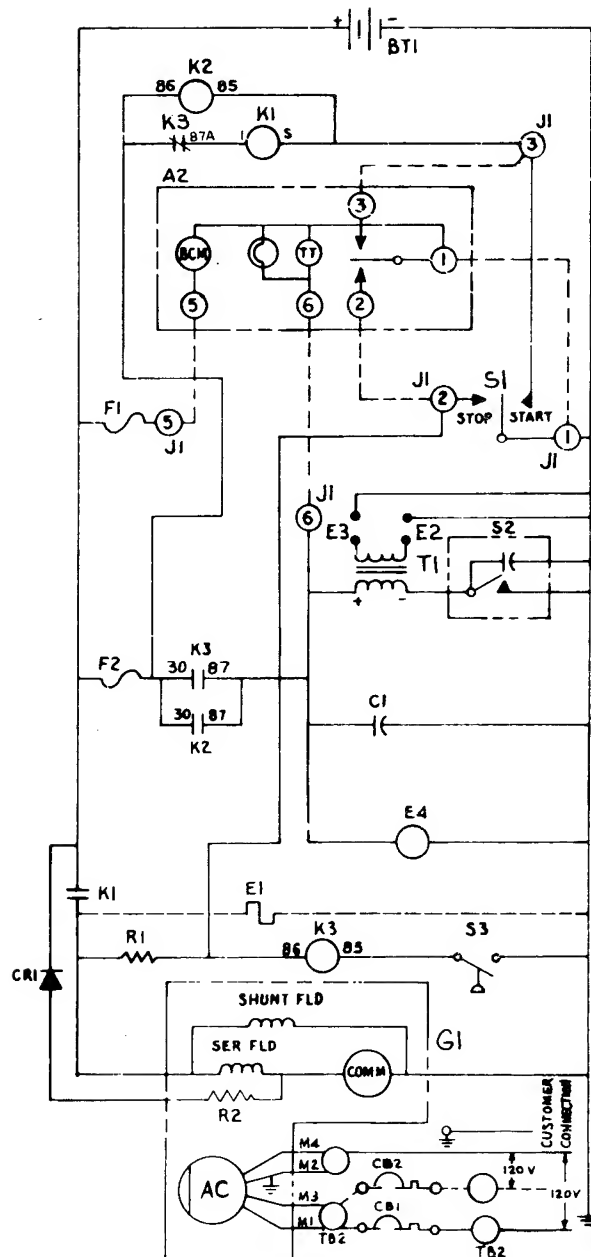 + -
BT1
K2
86 85
K3 87A K1
I S
J1
3
A2
3
BCM TT 1
5 6 2
J1 2 S1
STOP START
1
J1
F1 5
J1
J1
6
E3 E2 S2
T1
+ -
F2 K3
30 87
30 87
K2
C1
E4
K1
E1
R1 K3 S3
86 85
CR1
SHUNT FLD
G1
SER FLD
COMM
R2
CUSTOMER
CONNECTION
M4
M2
120V
AC
CB2
120V
M3
CB1
M1
TB2
TB2